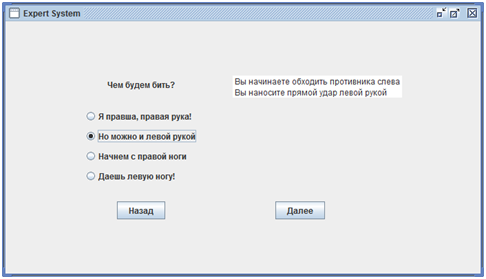 Expert System
Чем будем бить?
Вы начинаете обходить противника слева
Вы наносите прямой удар левой рукой
Я правша, правая рука!
Но можно и левой рукой
Начнем с правой ноги
Даешь левую ногу!
Назад
Далее